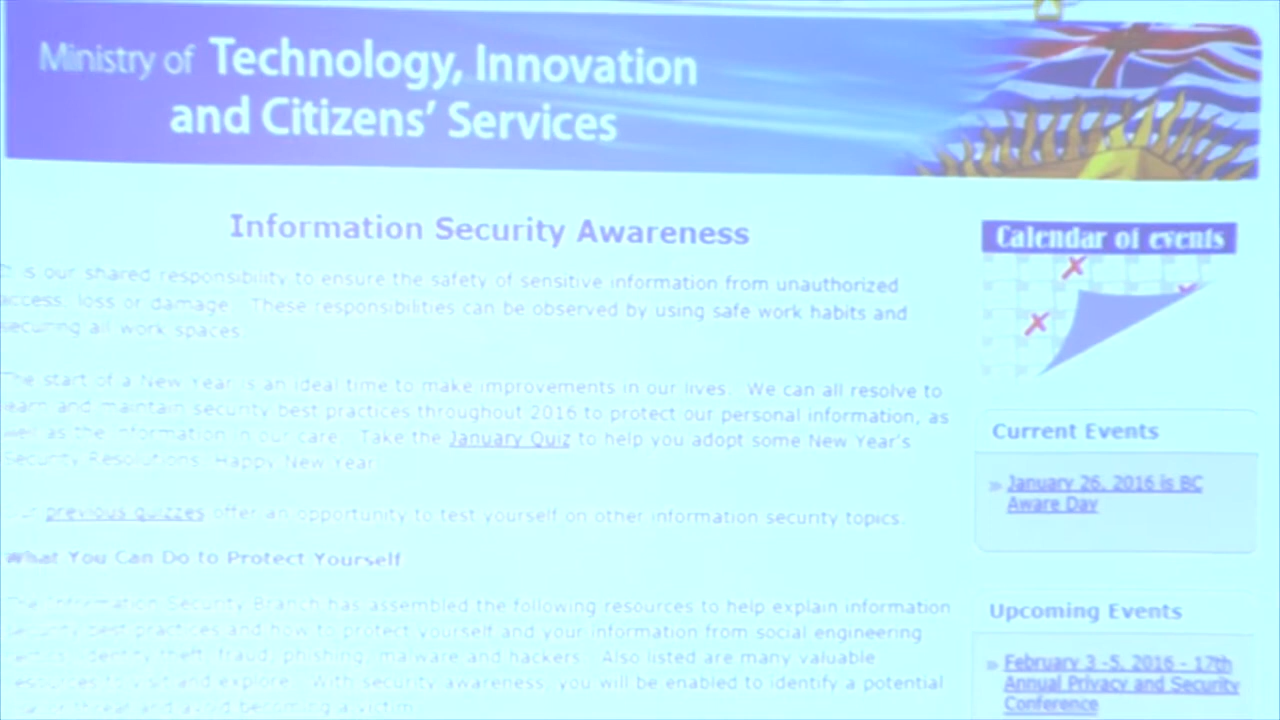 Ministry of Technology, Innovation
and Citizens' Services
Information Security Awareness
is our shared responsibility to ensure the safety of sensitive information from unauthorized
access, loss or damage. These responsibilities can be observed by using safe work habits and
securing all work spaces.
The start of a New Year is an ideal time to make improvements in our lives. We can all resolve to
learn and maintain security best practices throughout 2016 to protect our personal information, as
well as the information in our care. Take the January Quiz to help you adopt some New Year's
Security Resolutions. Happy New Year
previous quizzes offer an opportunity to test yourself on other information security topics.
What You Can Do to Protect Yourself
The Information Security Branch has assembled the following resources to help explain information
security best practices and how to protect yourself and your information from social engineering
identity theft, fraud, phishing, malware and hackers. Also listed are many valuable
resources to visit and explore. With security awareness, you will be enabled to identify a potential
threat and avoid becoming a victim.
Calendar of events
Current Events
» January 26, 2016 is BC
Aware Day
Upcoming Events
» February 3 -5, 2016 - 17th
Annual Privacy and Security
Conference